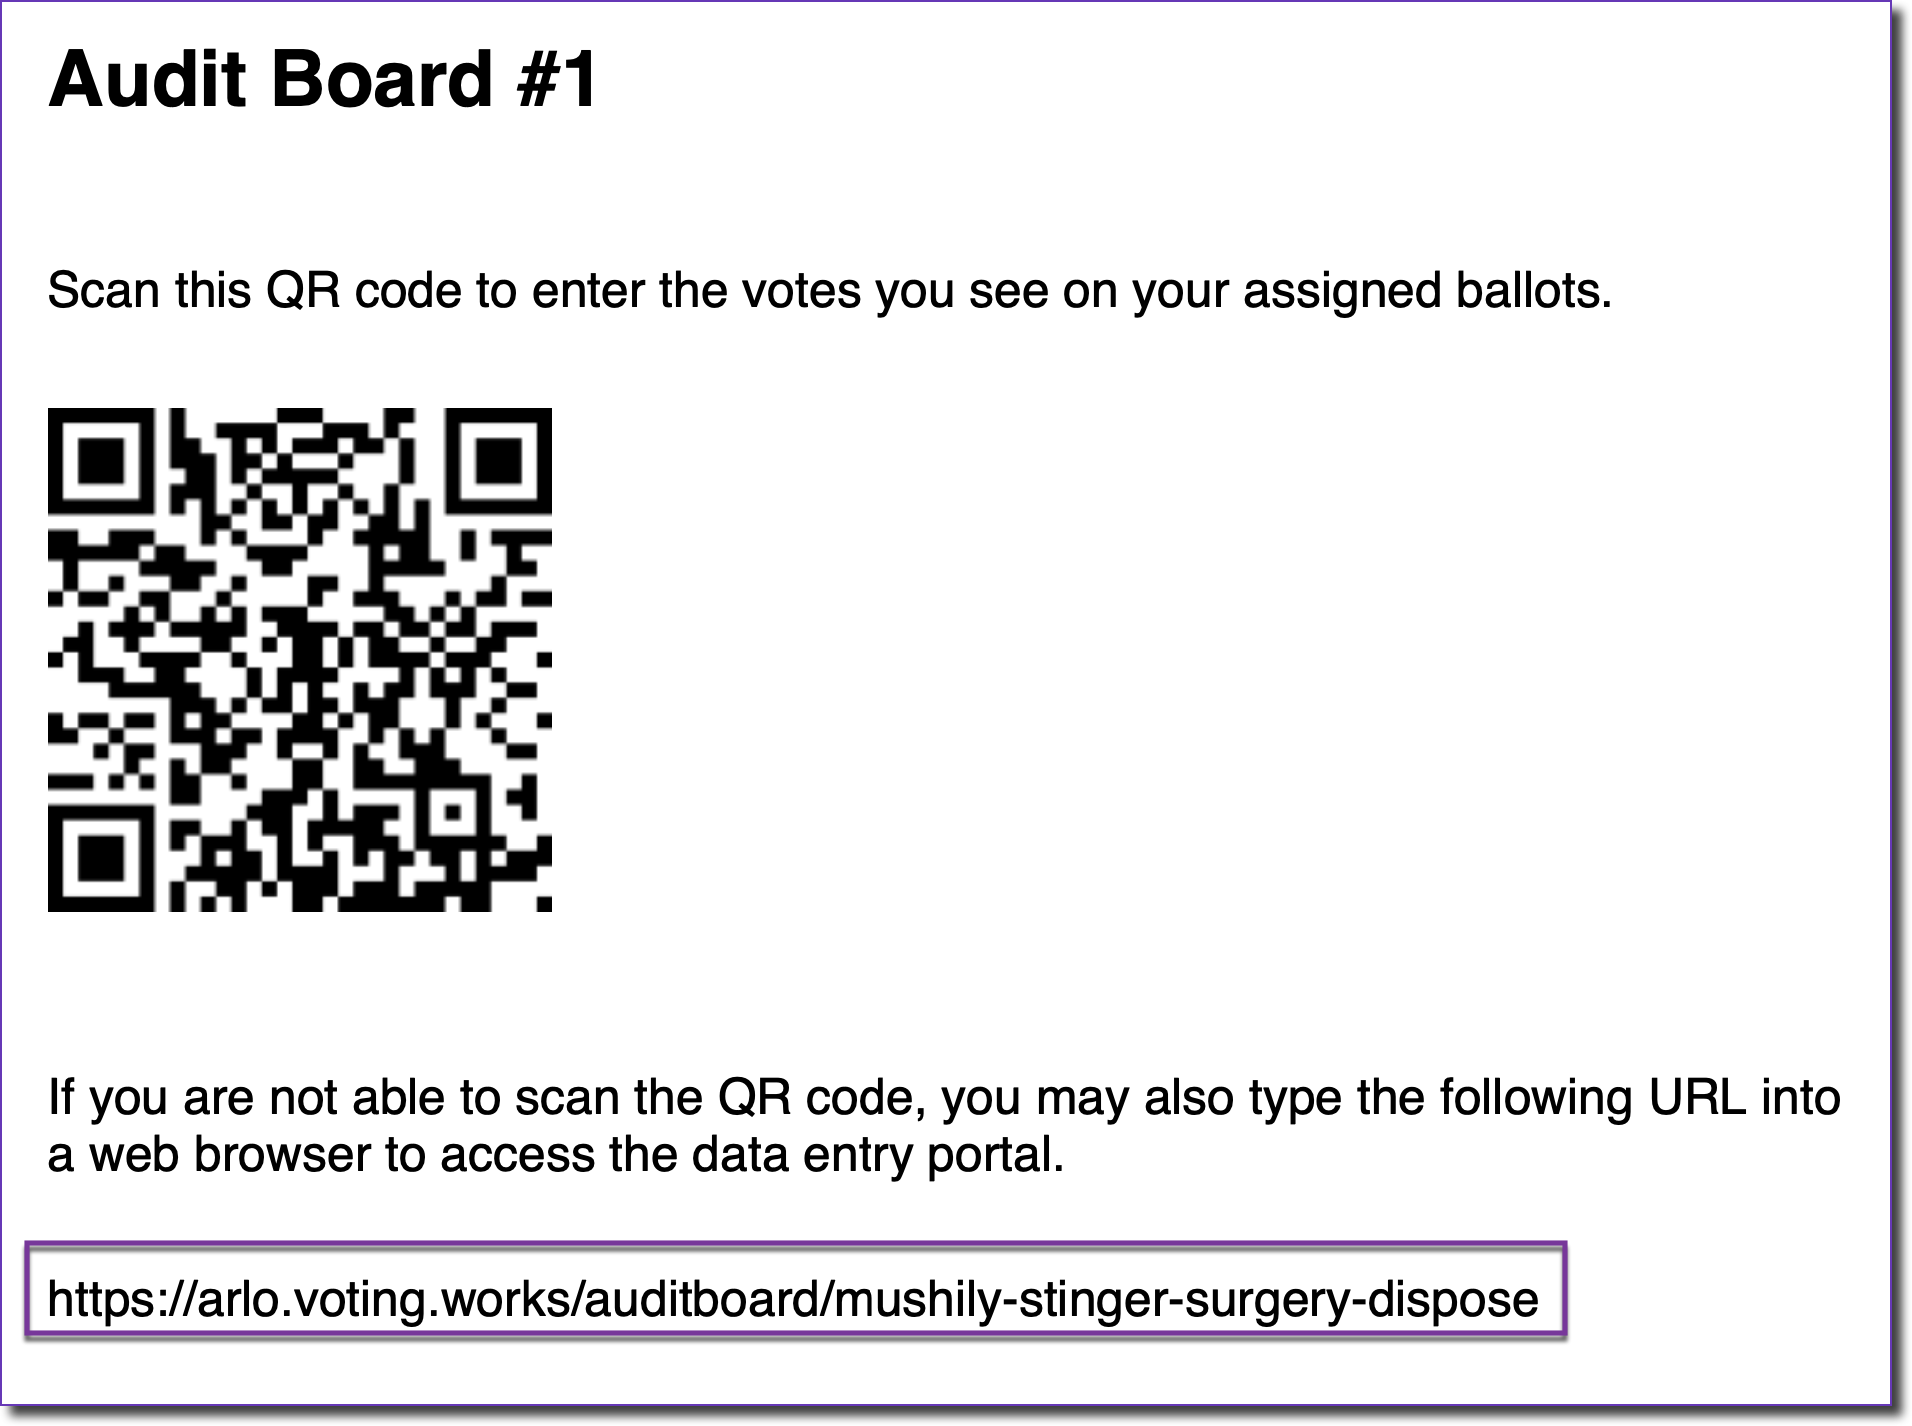 Audit Board #1
Scan this QR code to enter the votes you see on your assigned ballots.
If you are not able to scan the QR code, you may also type the following URL into
a web browser to access the data entry portal.
https://arlo.voting.works/auditboard/mushily-stinger-surgery-dispose